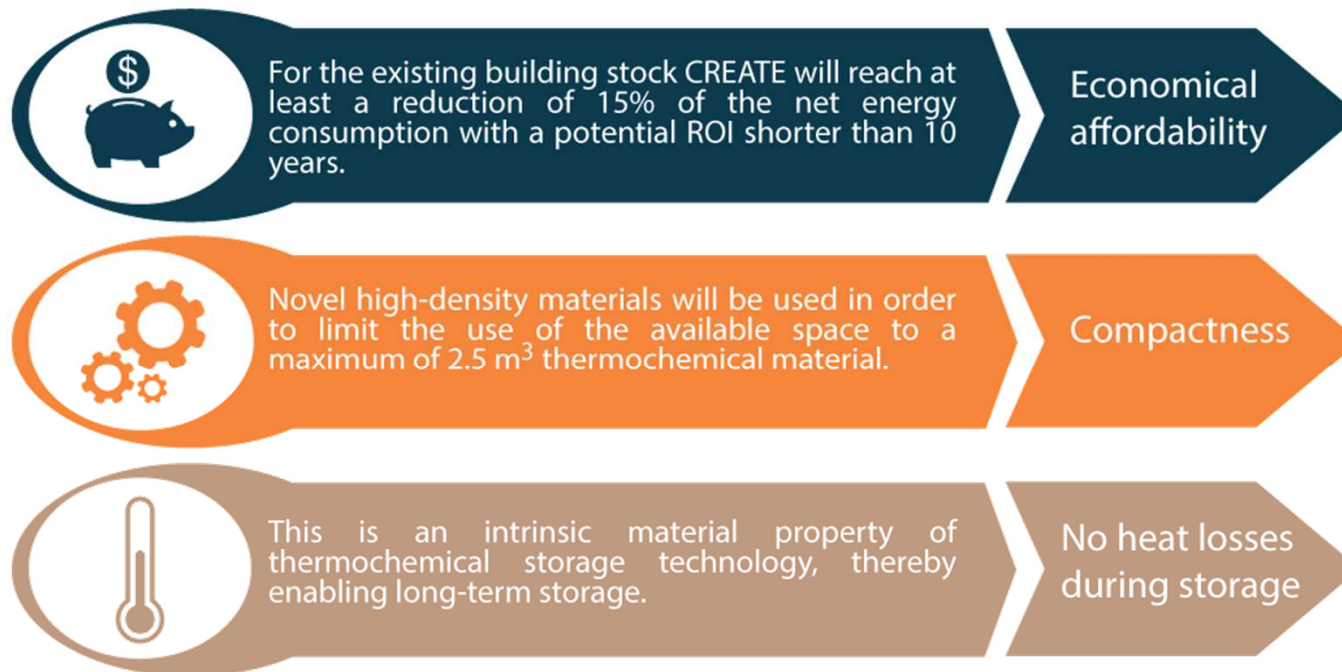 $
For the existing building stock CREATE will reach at
least a reduction of 15% of the net energy
consumption with a potential ROI shorter than 10
years.
Economical
affordability
Novel high-density materials will be used in order
to limit the use of the available space to a
maximum of 2.5 m³ thermochemical material.
Compactness
This is an intrinsic material property of
thermochemical storage technology, thereby
enabling long-term storage.
No heat losses
during storage